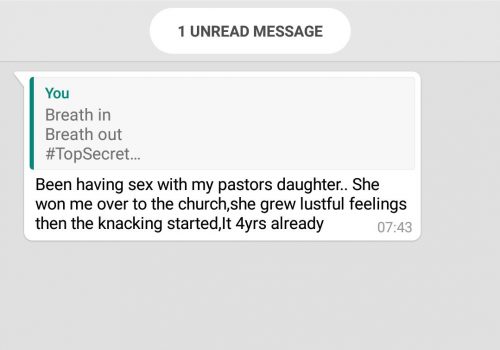 1 UNREAD MESSAGE
You
Breath in
Breath out
#TopSecret...
Been having sex with my pastors daughter.. She
won me over to the church,she grew lustful feelings
then the knacking started,It 4yrs already
07:43